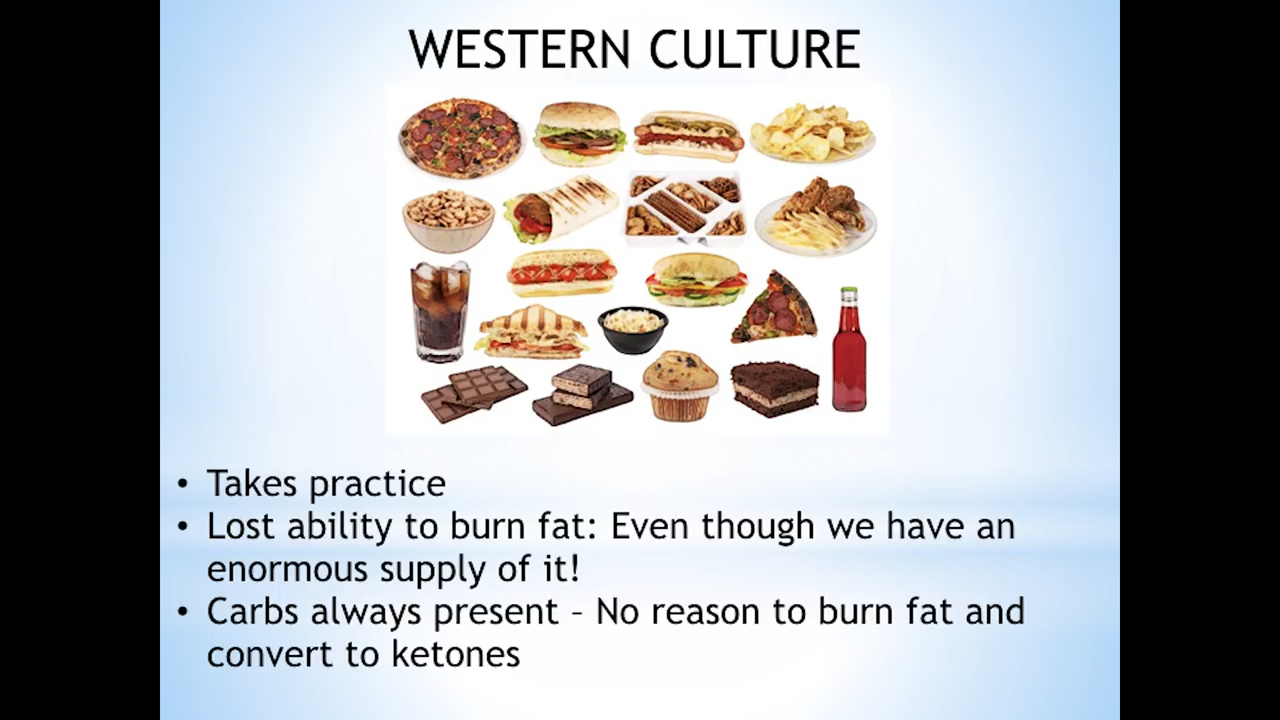 WESTERN CULTURE
• Takes practice
• Lost ability to burn fat: Even though we have an
enormous supply of it!
• Carbs always present – No reason to burn fat and
convert to ketones